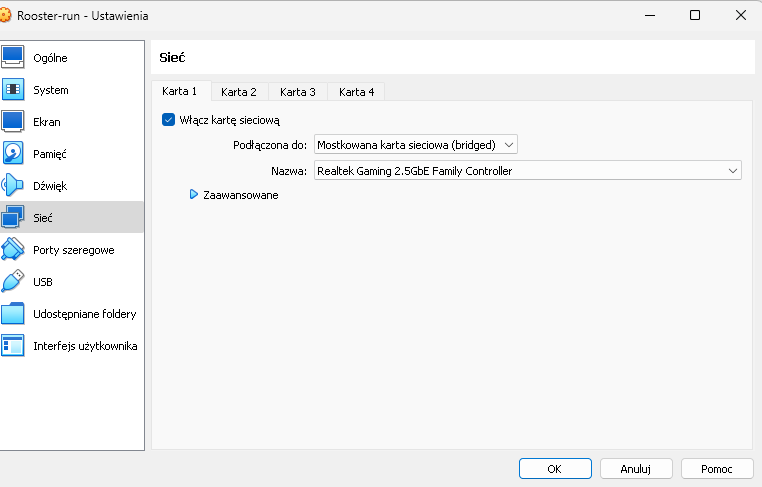 Rooster-run - Ustawienia
Ogólne
System
Ekran
Pamięć
Dźwięk
Sieć
Porty szeregowe
USB
Udostępniane foldery
Interfejs użytkownika
Sieć
Karta 1 Karta 2 Karta 3 Karta 4
Włącz kartę sieciową
Podłączona do: Mostkowana karta sieciowa (bridged)
Nazwa: Realtek Gaming 2.5GbE Family Controller
Zaawansowane
OK Anuluj Pomoc